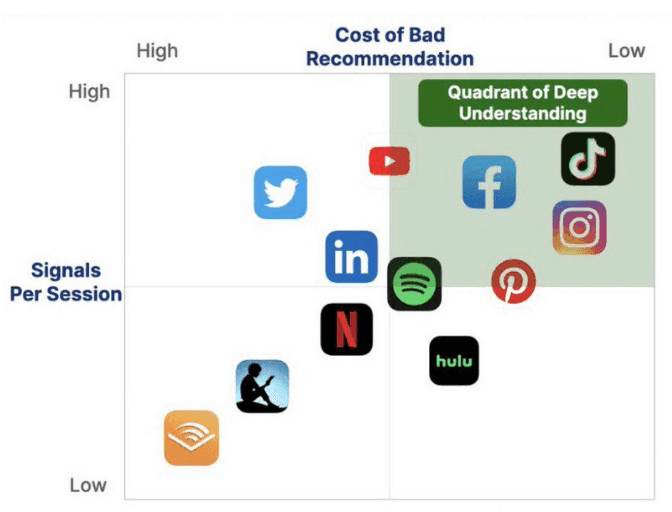 Cost of Bad
Recommendation
High
Low
High
Quadrant of Deep
Understanding
in
Signals
Per Session
N
hulu
Low